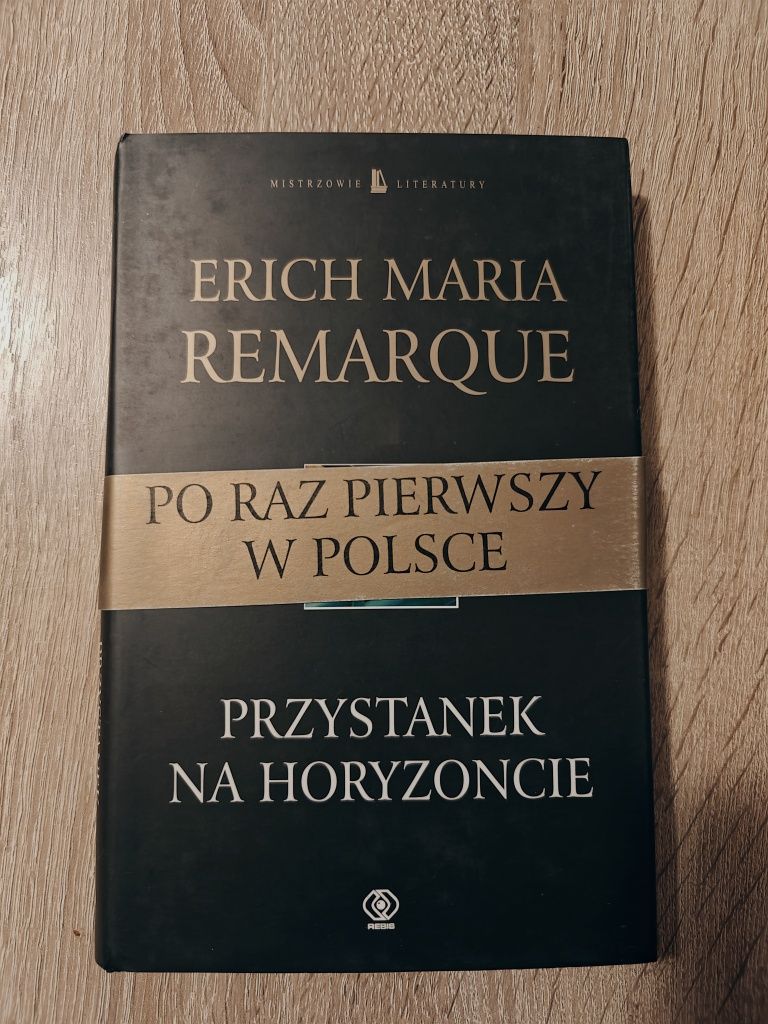 MISTRZOWIE LITERATURY
ERICH MARIA
REMARQUE
PO RAZ PIERWSZY
W POLSCE
PRZYSTANEK
NA HORYZONCIE
REBIS